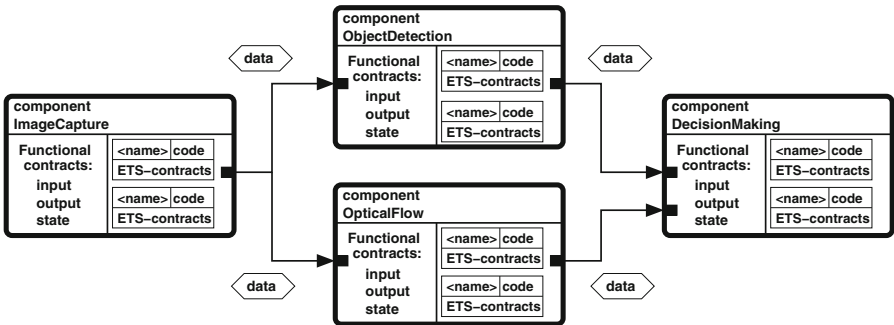 component
ImageCapture
Functional
contracts:
input
output
state
<name> code
ETS-contracts
<name> code
ETS-contracts
data
data
component
ObjectDetection
Functional
contracts:
input
output
state
<name> code
ETS-contracts
<name> code
ETS-contracts
component
OpticalFlow
Functional
contracts:
input
output
state
<name> code
ETS-contracts
<name> code
ETS-contracts
data
data
component
DecisionMaking
Functional
contracts:
input
output
state
<name> code
ETS-contracts
<name> code
ETS-contracts